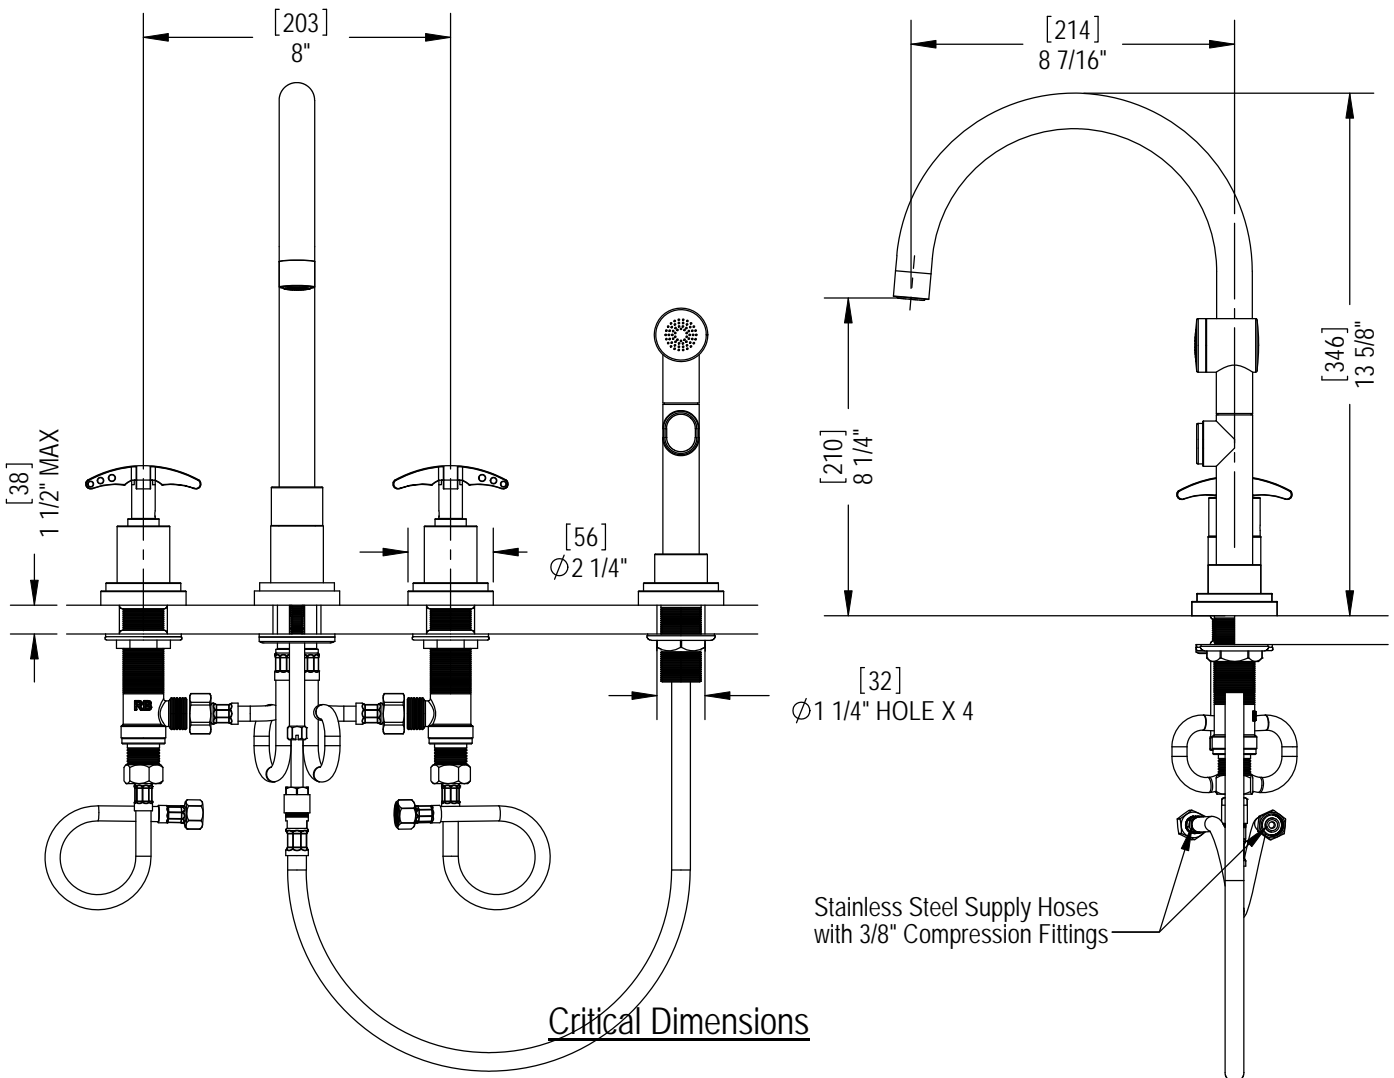 [203]
8"
[214]
8 7/16"
[346]
13 5/8"
[210]
8 1/4"
[38]
1 1/2" MAX
[56]
∅2 1/4"
[32]
∅1 1/4" HOLE X 4
RB
Stainless Steel Supply Hoses
with 3/8" Compression Fittings
Critical Dimensions